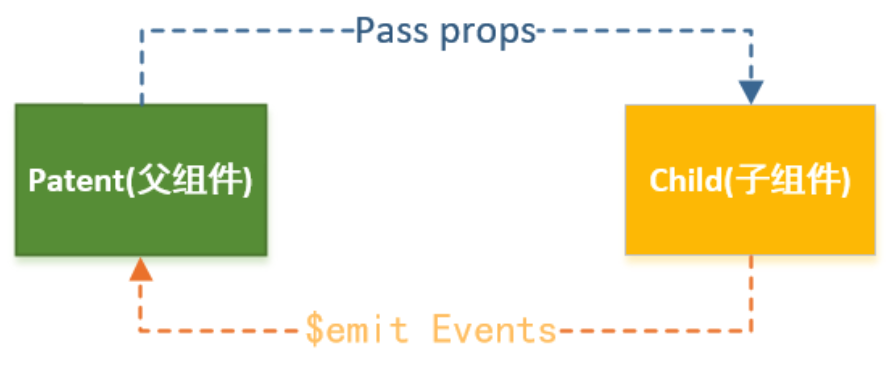 Pass props
Patent(父组件)
Child(子组件)
$emit Events